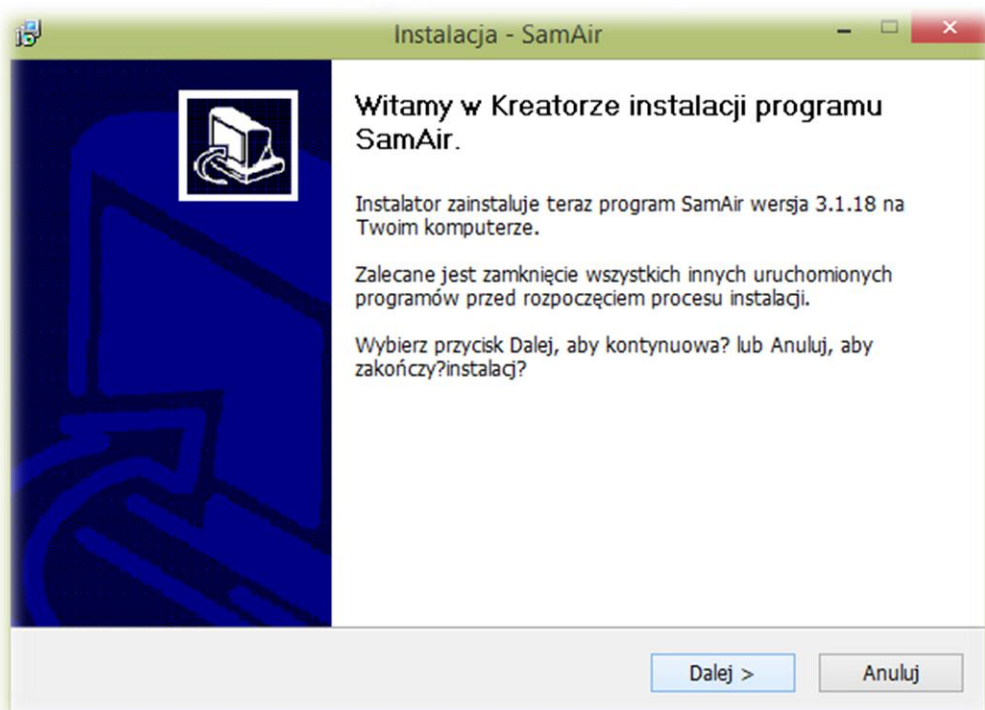 Instalacja - SamAir
Witamy w Kreatorze instalacji programu
SamAir.
Instalator zainstaluje teraz program SamAir wersja 3.1.18 na
Twoim komputerze.
Zalecane jest zamknięcie wszystkich innych uruchomionych
programów przed rozpoczęciem procesu instalacji.
Wybierz przycisk Dalej, aby kontynuowa? lub Anuluj, aby
zakończy?instalacj?
Dalej >
Anuluj